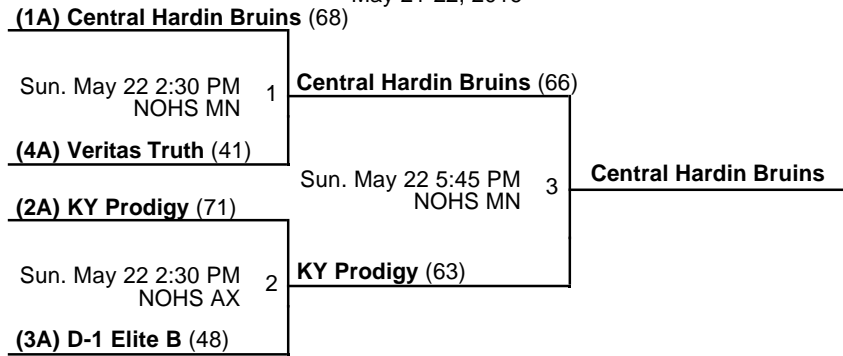 (1A) Central Hardin Bruins (68)
Sun. May 22 2:30 PM
NOHS MN
1
Central Hardin Bruins (66)
(4A) Veritas Truth (41)
Sun. May 22 5:45 PM
NOHS MN
3
Central Hardin Bruins
(2A) KY Prodigy (71)
Sun. May 22 2:30 PM
NOHS AX
2
KY Prodigy (63)
(3A) D-1 Elite B (48)